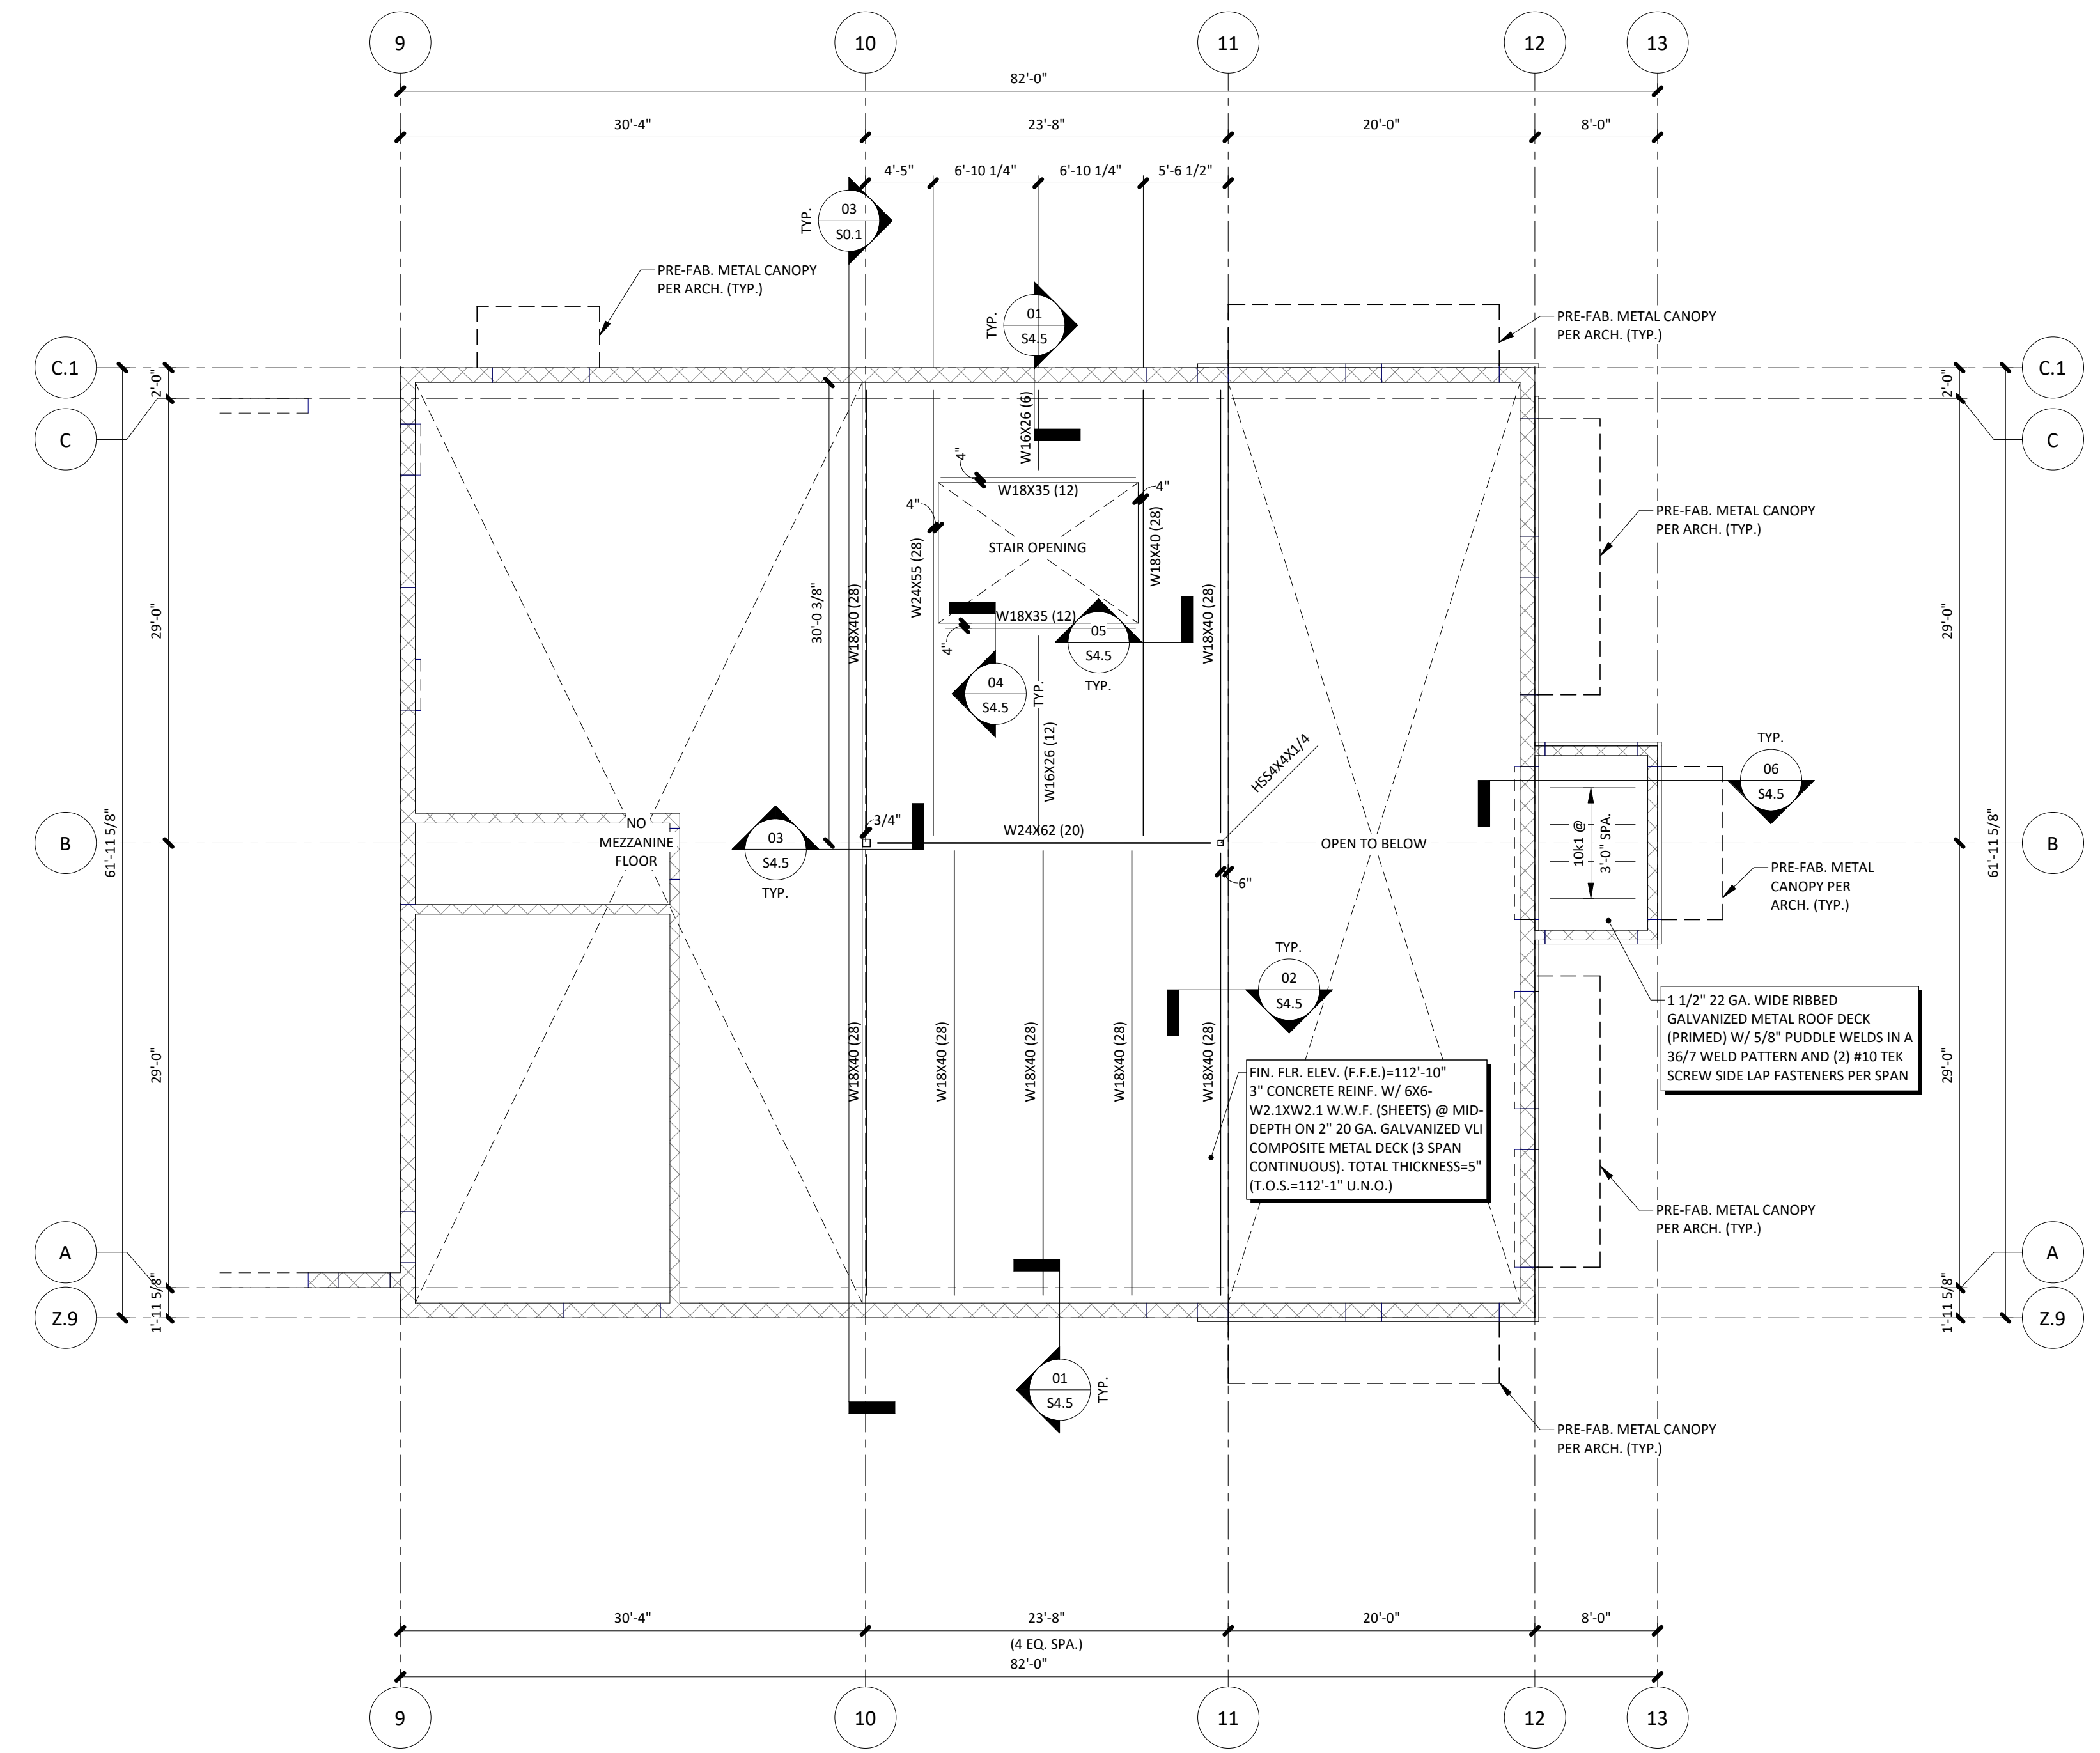 9
10
11
12
13
82'-0"
30'-4"
23'-8"
20'-0"
8'-0"
4'-5"
6'-10 1/4"
6'-10 1/4"
5'-6 1/2"
TYP.
03
S0.1
PRE-FAB. METAL CANOPY
PER ARCH. (TYP.)
TYP.
01
S4.5
PRE-FAB. METAL CANOPY
PER ARCH. (TYP.)
C.1
2'-0"
C
C.1
2'-0"
C
W16X26 (6)
4"
W18X35 (12)
4"
4"
STAIR OPENING
W24X55 (28)
W18X40 (28)
PRE-FAB. METAL CANOPY
PER ARCH. (TYP.)
29'-0"
30'-0 3/8"
W18X40 (28)
W18X35 (12)
4"
05
S4.5
TYP.
W18X40 (28)
29'-0"
04
S4.5
TYP.
W16X26 (12)
HSS4X4X1/4
TYP.
06
S4.5
B
61'-11 5/8"
NO
MEZZANINE
FLOOR
03
S4.5
TYP.
3/4"
W24X62 (20)
6"
OPEN TO BELOW
10k1 @
3'-0" SPA.
PRE-FAB. METAL
CANOPY PER
ARCH. (TYP.)
61'-11 5/8"
B
TYP.
02
S4.5
1 1/2" 22 GA. WIDE RIBBED
GALVANIZED METAL ROOF DECK
(PRIMED) W/ 5/8" PUDDLE WELDS IN A
36/7 WELD PATTERN AND (2) #10 TEK
SCREW SIDE LAP FASTENERS PER SPAN
29'-0"
W18X40 (28)
W18X40 (28)
W18X40 (28)
W18X40 (28)
W18X40 (28)
FIN. FLR. ELEV. (F.F.E.)=112'-10"
3" CONCRETE REINF. W/ 6X6-
W2.1XW2.1 W.W.F. (SHEETS) @ MID-
DEPTH ON 2" 20 GA. GALVANIZED VLI
COMPOSITE METAL DECK (3 SPAN
CONTINUOUS). TOTAL THICKNESS=5"
(T.O.S.=112'-1" U.N.O.)
29'-0"
PRE-FAB. METAL CANOPY
PER ARCH. (TYP.)
A
1'-11 5/8"
Z.9
A
1'-11 5/8"
Z.9
01
S4.5
TYP.
PRE-FAB. METAL CANOPY
PER ARCH. (TYP.)
30'-4"
23'-8"
(4 EQ. SPA.)
20'-0"
8'-0"
82'-0"
9
10
11
12
13